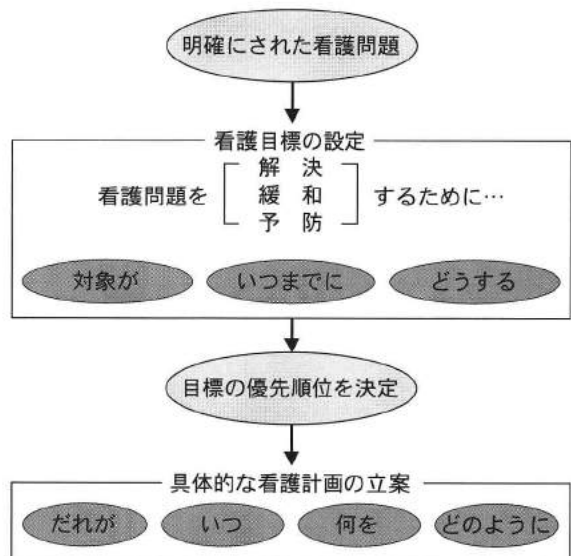 明確にされた看護問題
看護目標の設定
解 決
看護問題を 緩 和 するために…
予 防
対象が いつまでに どうする
目標の優先順位を決定
具体的な看護計画の立案
だれが いつ 何を どのように